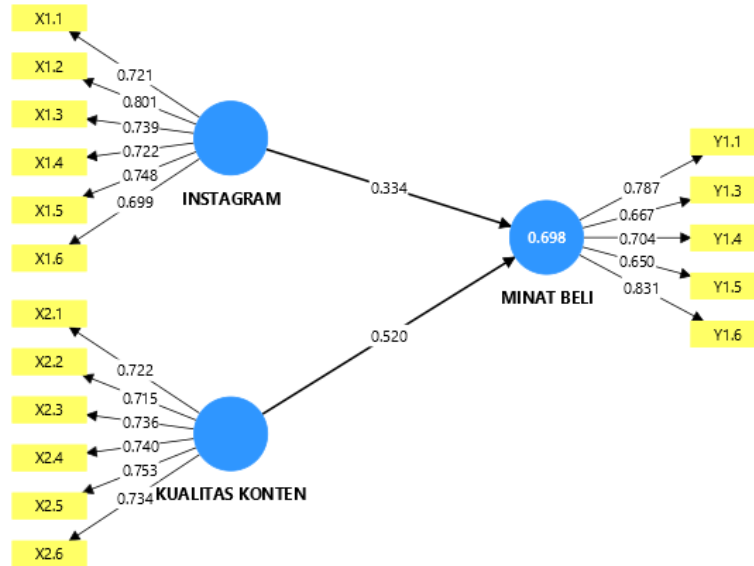 X1.1
X1.2
X1.3
X1.4
X1.5
X1.6
0.721
0.801
0.739
0.722
0.748
0.699
INSTAGRAM
0.334
X2.1
X2.2
X2.3
X2.4
X2.5
X2.6
0.722
0.715
0.736
0.740
0.753
0.734
KUALITAS KONTEN
0.520
0.698
MINAT BELI
0.787
0.667
0.704
0.650
0.831
Y1.1
Y1.3
Y1.4
Y1.5
Y1.6